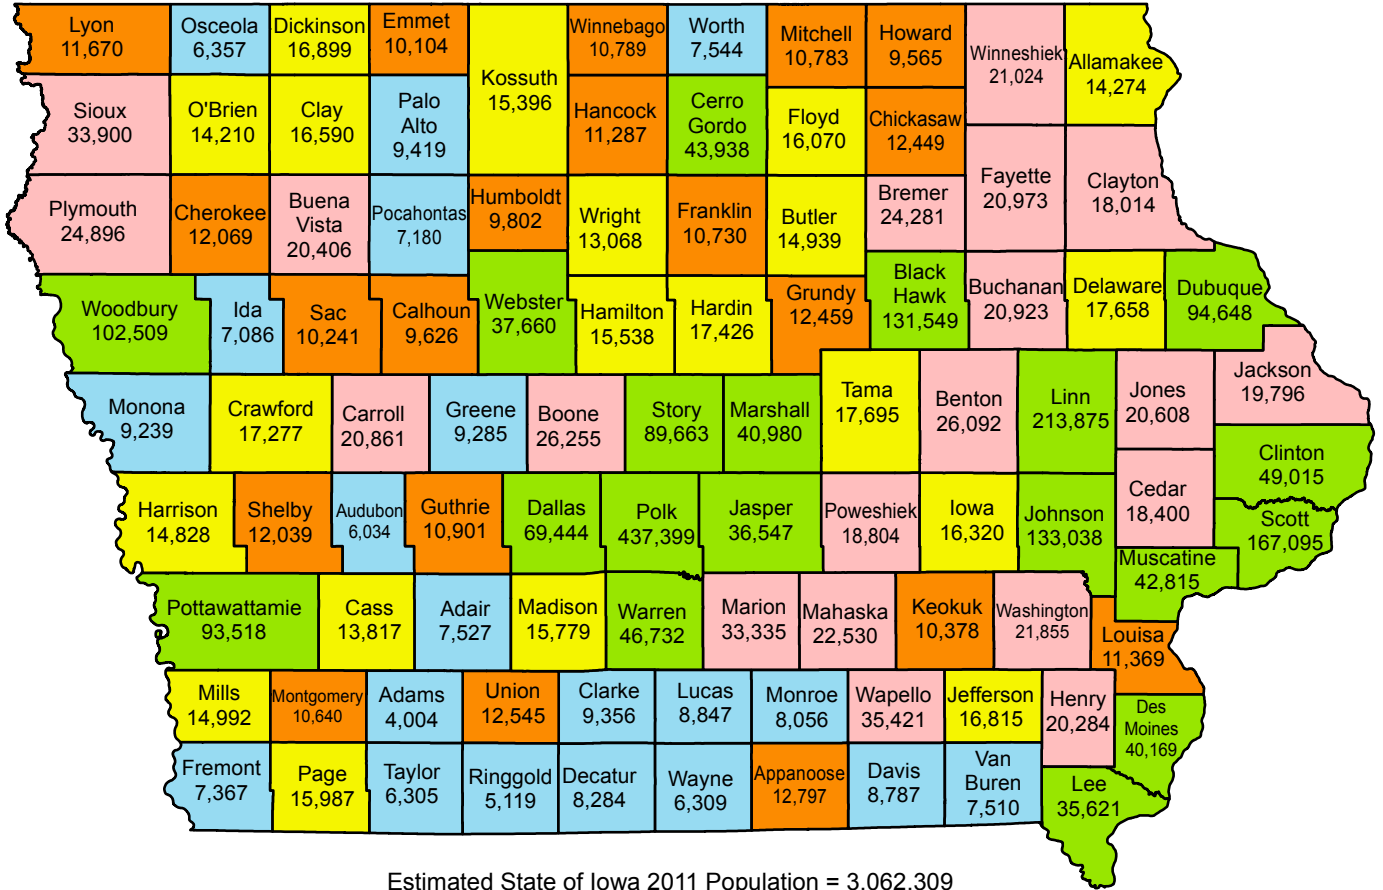 Lyon
11,670
Osceola
6,357
Dickinson
16,899
Emmet
10,104
Kossuth
15,396
Winnebago
10,789
Worth
7,544
Mitchell
10,783
Howard
9,565
Winneshiek
21,024
Allamakee
14,274
Sioux
33,900
O'Brien
14,210
Clay
16,590
Palo
Alto
9,419
Hancock
11,287
Cerro
Gordo
43,938
Floyd
16,070
Chickasaw
12,449
Plymouth
24,896
Cherokee
12,069
Buena
Vista
20,406
Pocahontas
7,180
Humboldt
9,802
Wright
13,068
Franklin
10,730
Butler
14,939
Bremer
24,281
Fayette
20,973
Clayton
18,014
Woodbury
102,509
Ida
7,086
Sac
10,241
Calhoun
9,626
Webster
37,660
Hamilton
15,538
Hardin
17,426
Grundy
12,459
Black
Hawk
131,549
Buchanan
20,923
Delaware
17,658
Dubuque
94,648
Monona
9,239
Crawford
17,277
Carroll
20,861
Greene
9,285
Boone
26,255
Story
89,663
Marshall
40,980
Tama
17,695
Benton
26,092
Linn
213,875
Jones
20,608
Jackson
19,796
Clinton
49,015
Harrison
14,828
Shelby
12,039
Audubon
6,034
Guthrie
10,901
Dallas
69,444
Polk
437,399
Jasper
36,547
Poweshiek
18,804
Iowa
16,320
Johnson
133,038
Cedar
18,400
Scott
167,095
Muscatine
42,815
Pottawattamie
93,518
Cass
13,817
Adair
7,527
Madison
15,779
Warren
46,732
Marion
33,335
Mahaska
22,530
Keokuk
10,378
Washington
21,855
Louisa
11,369
Mills
14,992
Montgomery
10,640
Adams
4,004
Union
12,545
Clarke
9,356
Lucas
8,847
Monroe
8,056
Wapello
35,421
Jefferson
16,815
Henry
20,284
Des
Moines
40,169
Fremont
7,367
Page
15,987
Taylor
6,305
Ringgold
5,119
Decatur
8,284
Wayne
6,309
Appanoose
12,797
Davis
8,787
Van
Buren
7,510
Lee
35,621
Estimated State of Iowa 2011 Population = 3,062,309